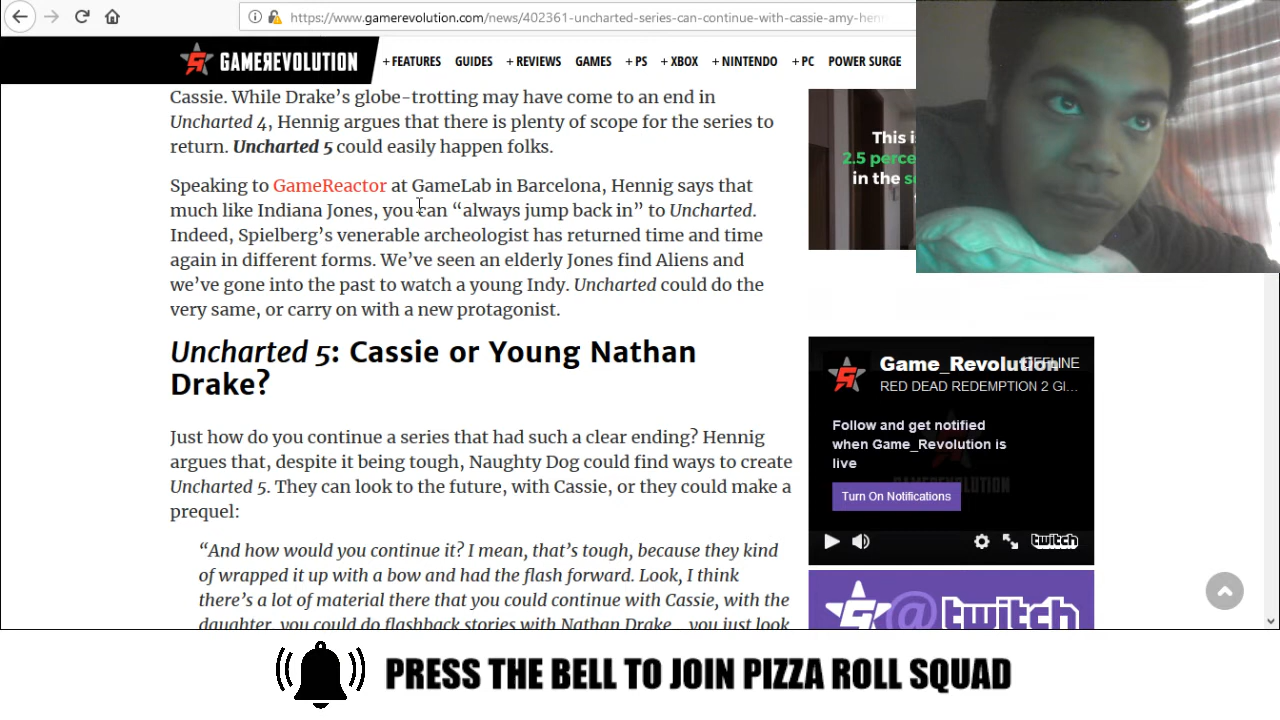 https://www.gamerevolution.com/news/402361-uncharted-series-can-continue-with-cassie-amy-henn
GAMEREVOLUTION
+ FEATURES GUIDES + REVIEWS GAMES + PS + XBOX + NINTENDO + PC POWER SURGE
Cassie. While Drake’s globe-trotting may have come to an end in
Uncharted 4, Hennig argues that there is plenty of scope for the series to
return. Uncharted 5 could easily happen folks.
Speaking to GameReactor at GameLab in Barcelona, Hennig says that
much like Indiana Jones, you can “always jump back in” to Uncharted.
Indeed, Spielberg’s venerable archeologist has returned time and time
again in different forms. We’ve seen an elderly Jones find Aliens and
we’ve gone into the past to watch a young Indy. Uncharted could do the
very same, or carry on with a new protagonist.
Uncharted 5: Cassie or Young Nathan
Drake?
Just how do you continue a series that had such a clear ending? Hennig
argues that, despite it being tough, Naughty Dog could find ways to create
Uncharted 5. They can look to the future, with Cassie, or they could make a
prequel:
“And how would you continue it? I mean, that’s tough, because they kind
of wrapped it up with a bow and had the flash forward. Look, I think
there’s a lot of material there that you could continue with Cassie, with the
daughter, you could do flashback stories with Nathan Drake... you just look
This i
2.5 perce
in the s
Game_Revolution OFFLINE
RED DEAD REDEMPTION 2 GI...
Follow and get notified
when Game_Revolution is
live
Turn On Notifications
twitch
@twitch
PRESS THE BELL TO JOIN PIZZA ROLL SQUAD